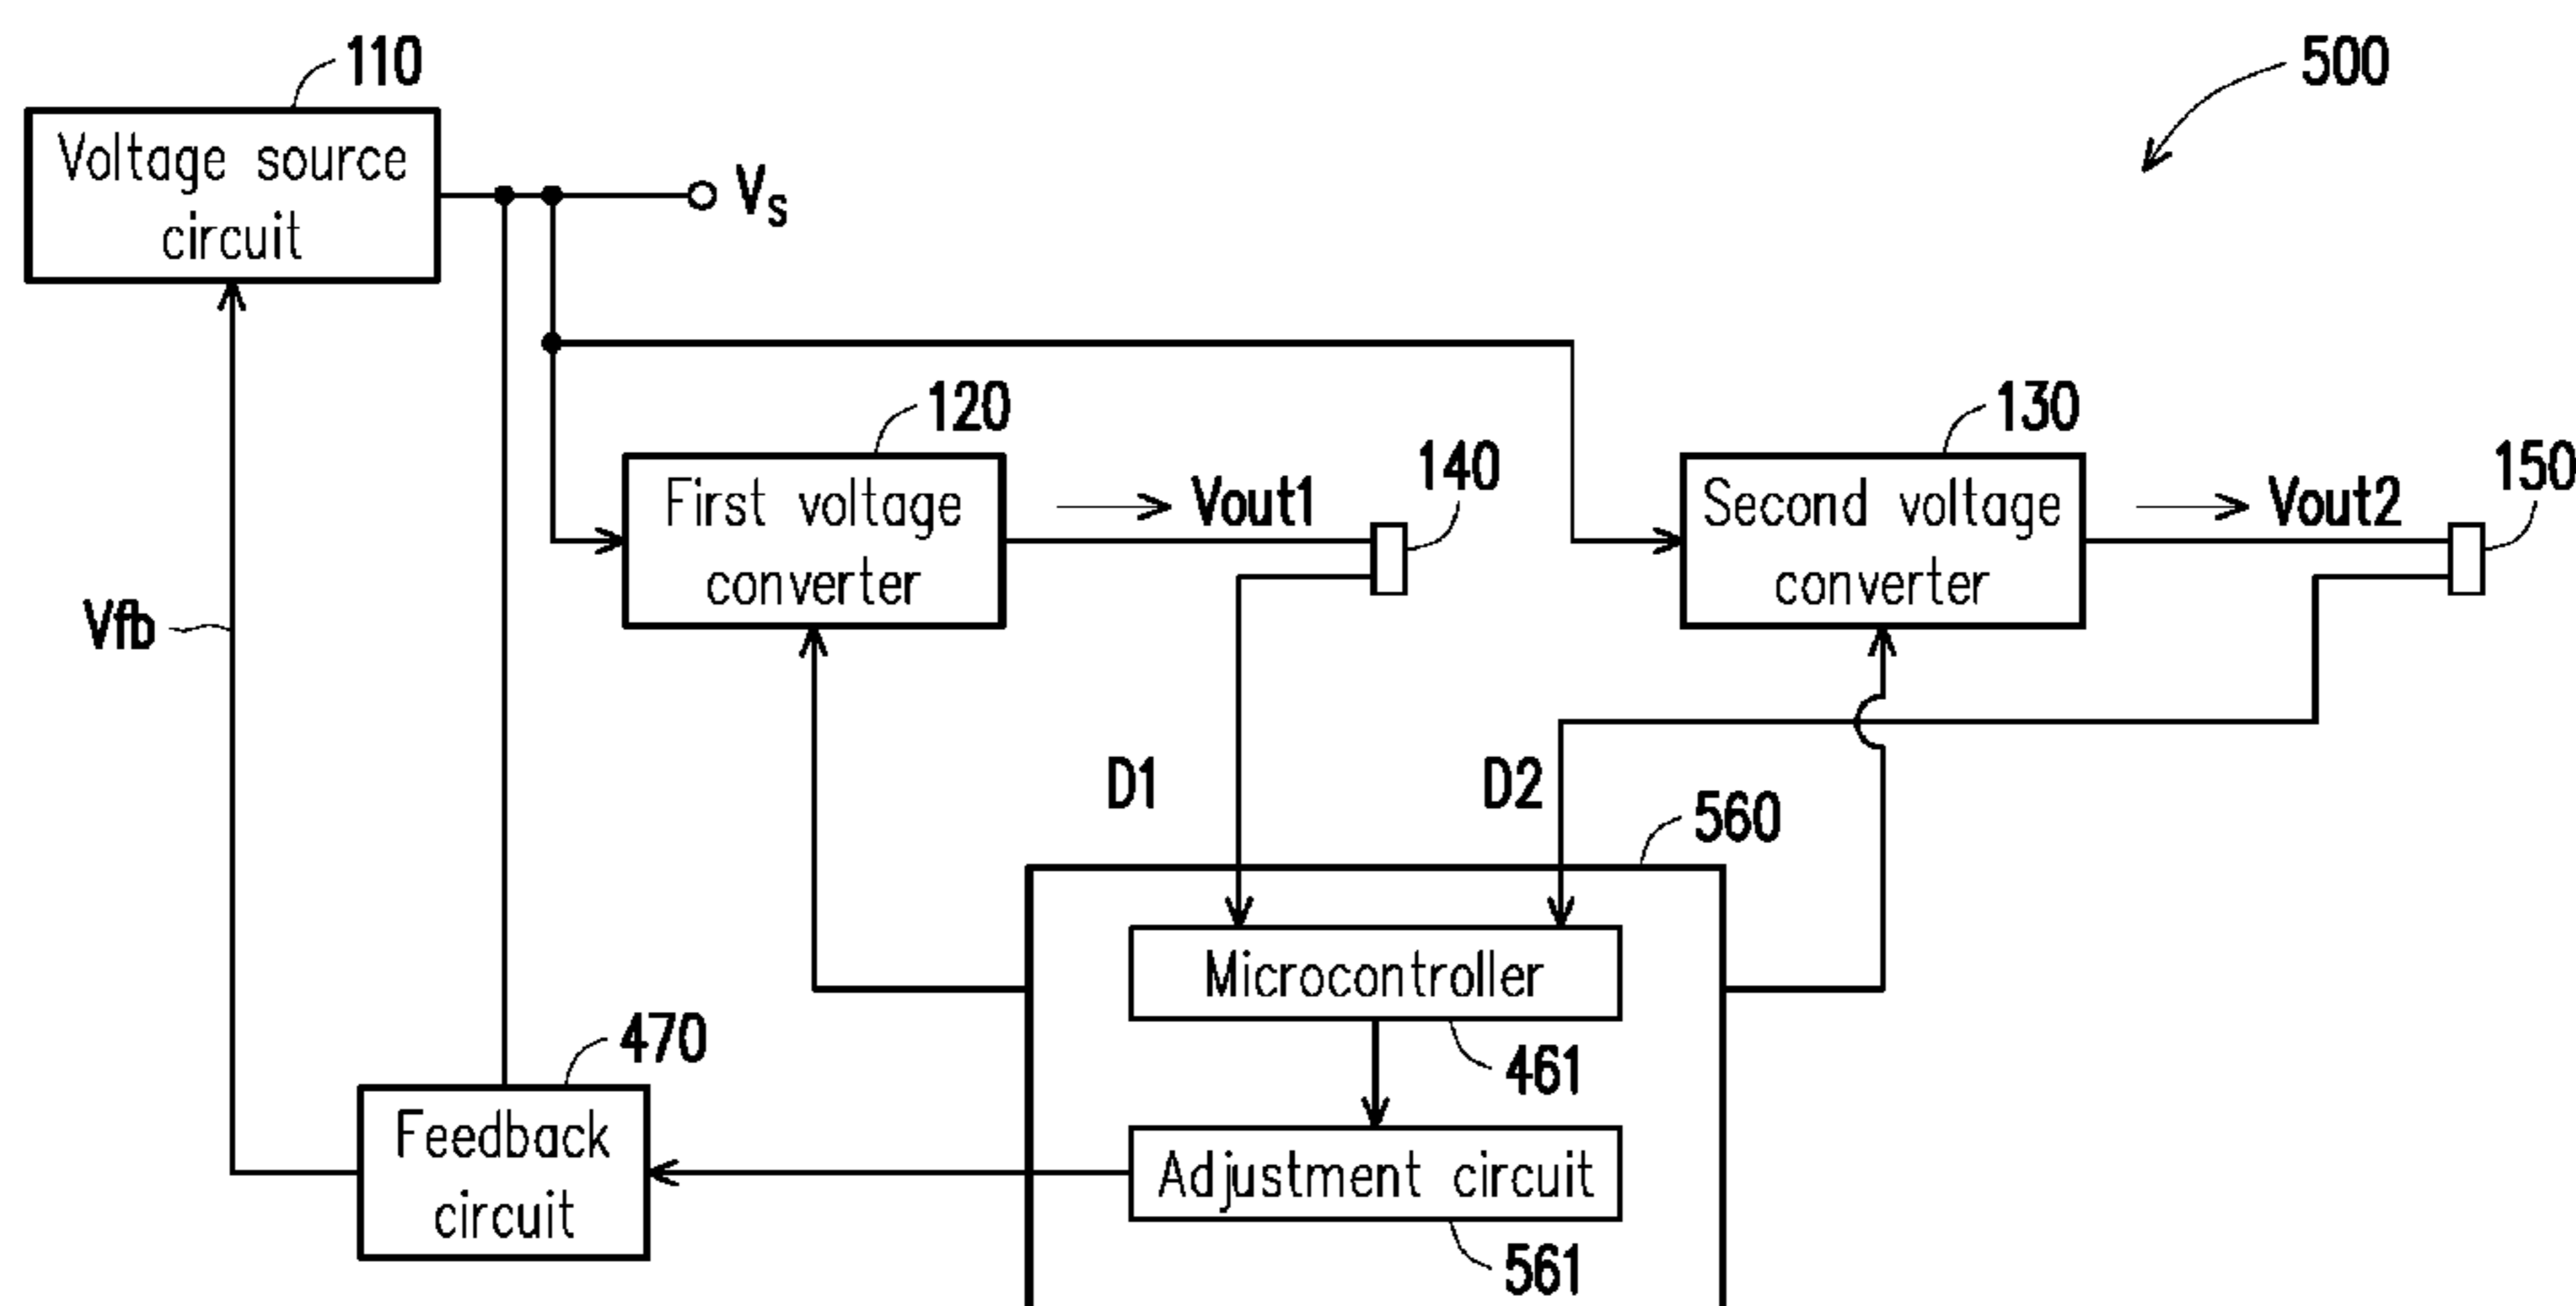 110
500
Voltage source
circuit
Vs
120
130
140
150
First voltage
converter
Vout1
Second voltage
converter
Vout2
Vfb
D1
D2
560
Microcontroller
461
470
Feedback
circuit
Adjustment circuit
561